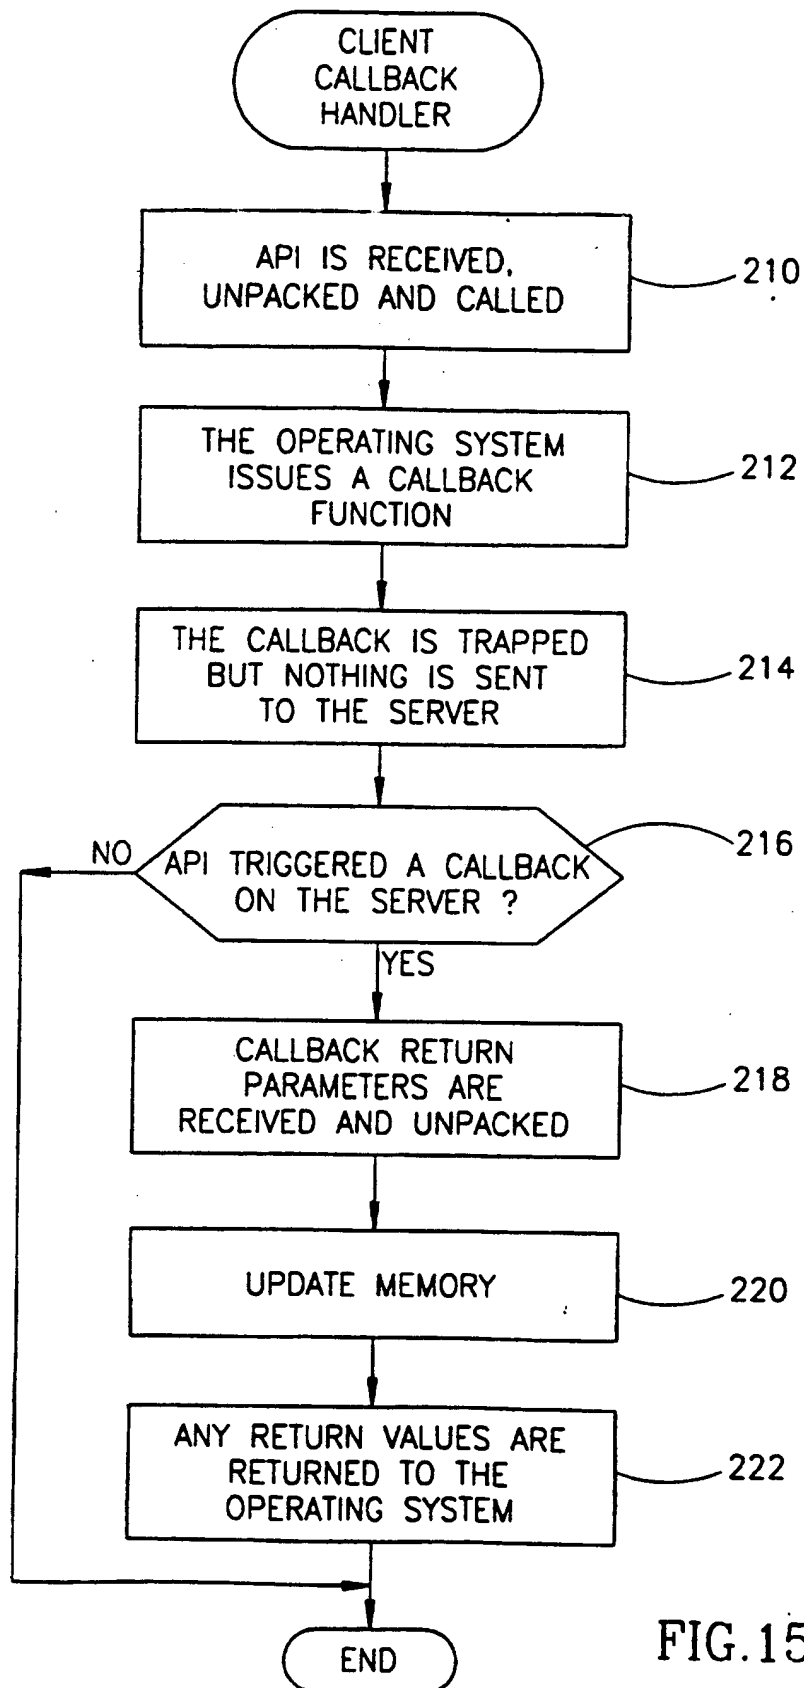 CLIENT
CALLBACK
HANDLER
API IS RECEIVED,
UNPACKED AND CALLED
210
THE OPERATING SYSTEM
ISSUES A CALLBACK
FUNCTION
212
THE CALLBACK IS TRAPPED
BUT NOTHING IS SENT
TO THE SERVER
214
NO
API TRIGGERED A CALLBACK
ON THE SERVER ?
216
YES
CALLBACK RETURN
PARAMETERS ARE
RECEIVED AND UNPACKED
218
UPDATE MEMORY
220
ANY RETURN VALUES ARE
RETURNED TO THE
OPERATING SYSTEM
222
END
FIG.15